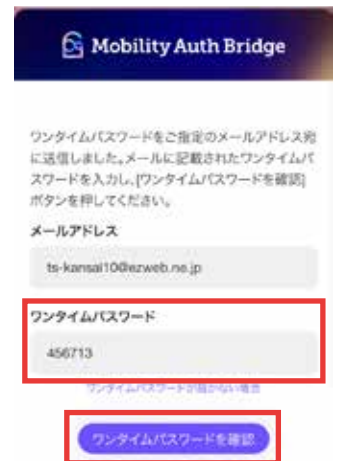 Mobility Auth Bridge
ワンタイムパスワードをご指定のメールアドレス宛
に送信しました。メールに記載されたワンタイムパ
スワードを入力し、[ワンタイムパスワードを確認]
ボタンを押してください。
メールアドレス
ts-kansai10@ezweb.ne.jp
ワンタイムパスワード
456713
ワンタイムパスワードが届かない場合
ワンタイムパスワードを確認